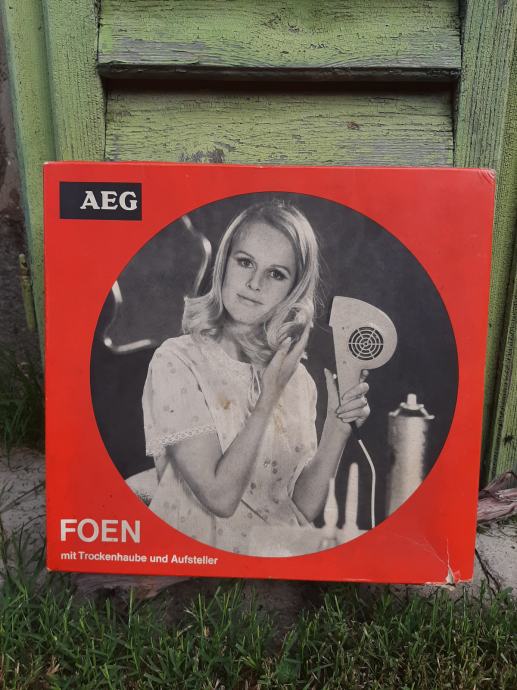 AEG
FOEN
mit Trockenhaube und Aufsteller